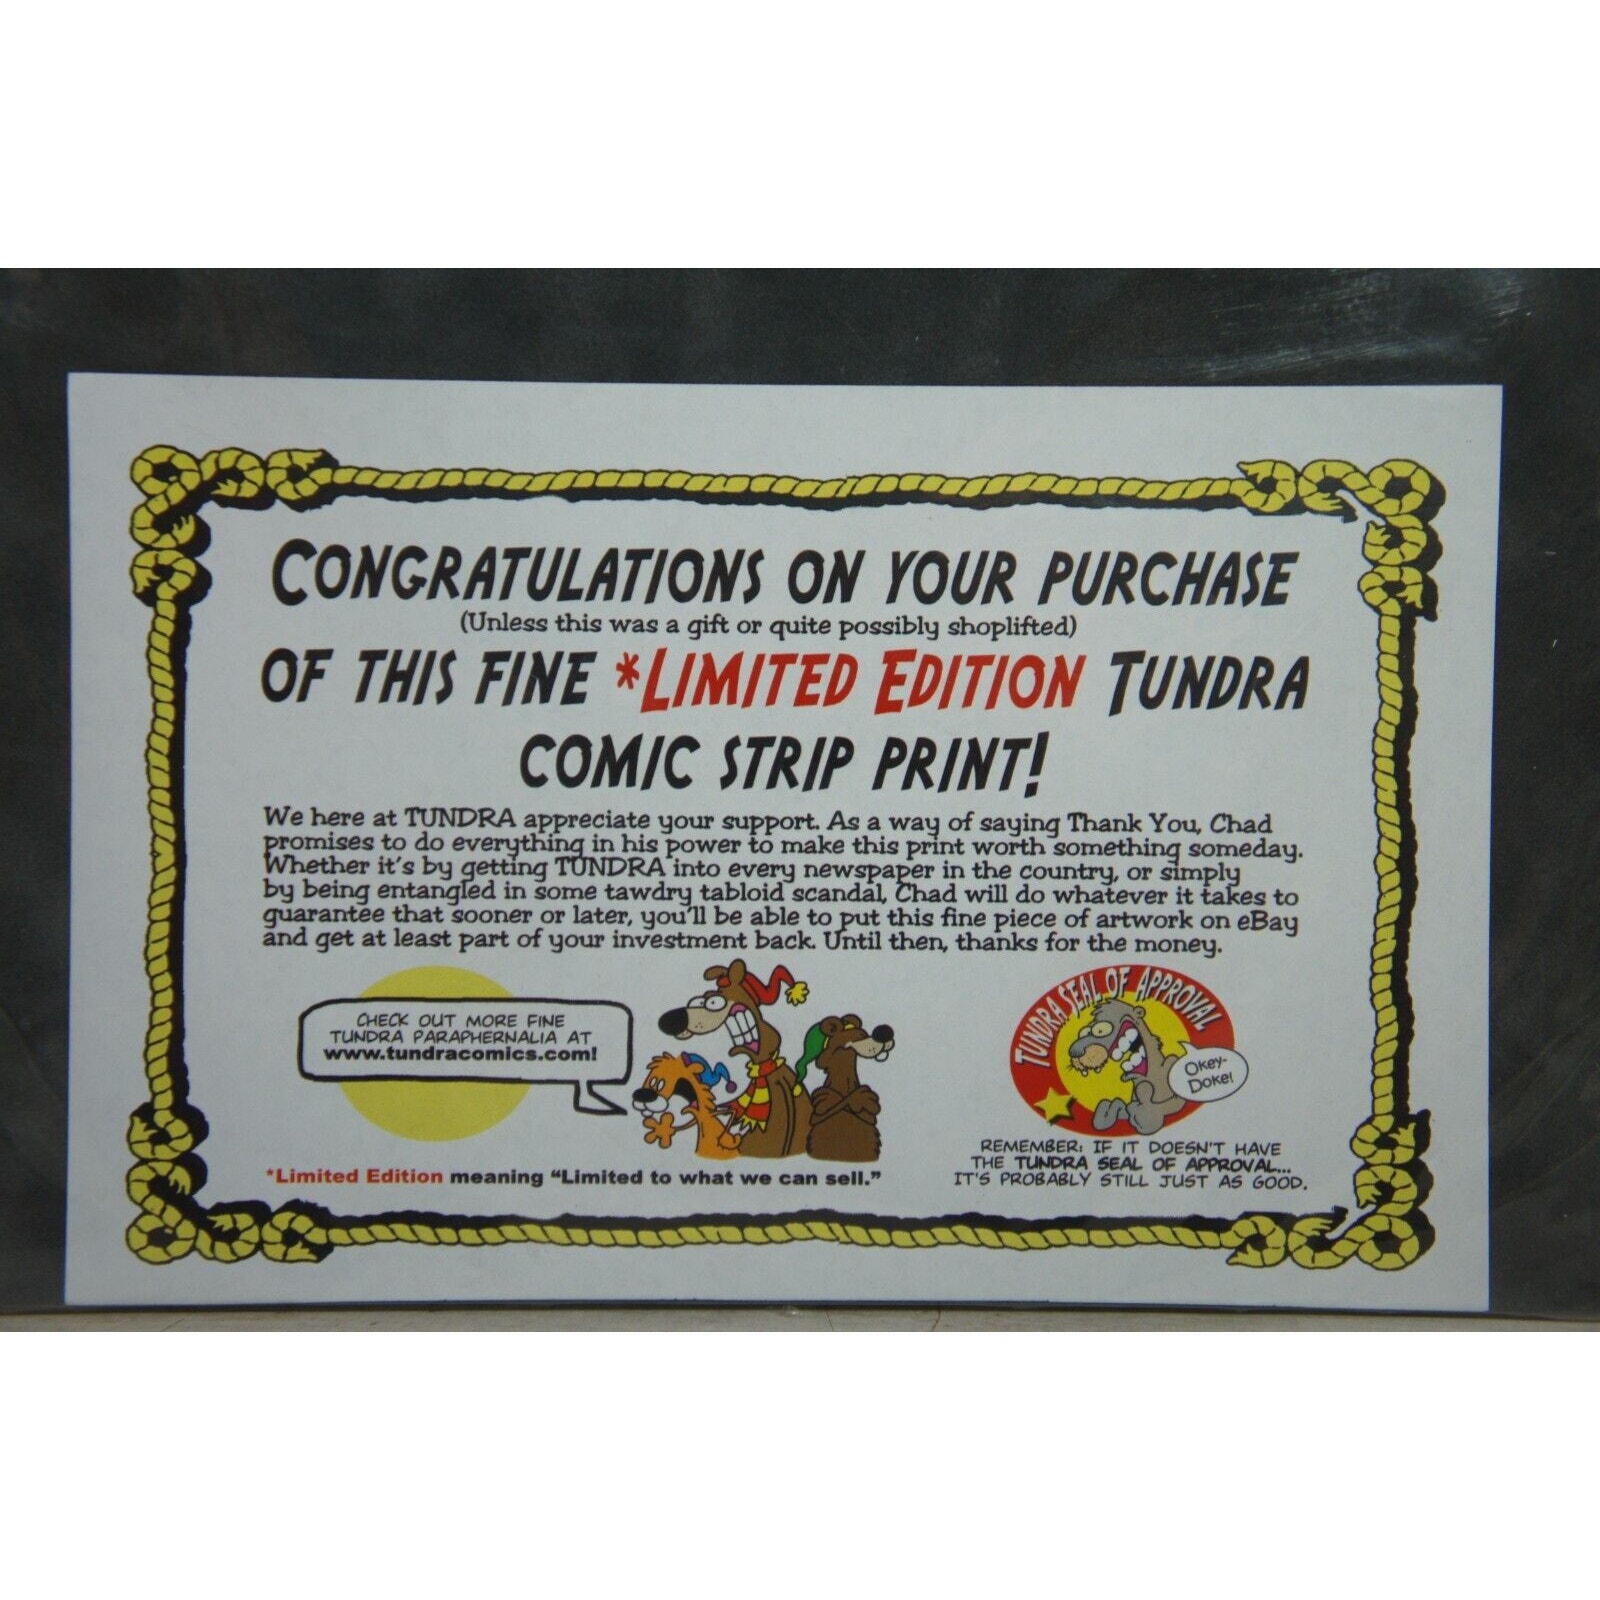 CONGRATULATIONS ON YOUR PURCHASE
(Unless this was a gift or quite possibly shoplifted)
OF THIS FINE *LIMITED EDITION TUNDRA
COMIC STRIP PRINT!
We here at TUNDRA appreciate your support. As a way of saying Thank You, Chad
promises to do everything in his power to make this print worth something someday.
Whether it's by getting TUNDRA into every newspaper in the country, or simply
by being entangled in some tawdry tabloid scandal, Chad will do whatever it takes to
guarantee that sooner or later, you'll be able to put this fine piece of artwork on eBay
and get at least part of your investment back. Until then, thanks for the money.
CHECK OUT MORE FINE
TUNDRA PARAPHERNALIA AT
www.tundracomics.com!
*Limited Edition meaning “Limited to what we can sell.”
TUNDRA SEAL OF APPROVAL
Okey-
Doke!
REMEMBER: IF IT DOESN'T HAVE
THE TUNDRA SEAL OF APPROVAL...
IT'S PROBABLY STILL JUST AS GOOD.